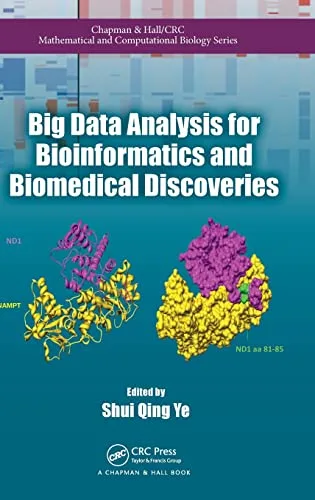 Chapman & Hall/CRC
Mathematical and Computational Biology Series
Big Data Analysis for
Bioinformatics and
Biomedical Discoveries
ND1
NAMPT
ND1 aa 81-85
Edited by
Shui Qing Ye
CRC
CRC Press
Taylor & Francis Group
A CHAPMAN & HALL BOOK